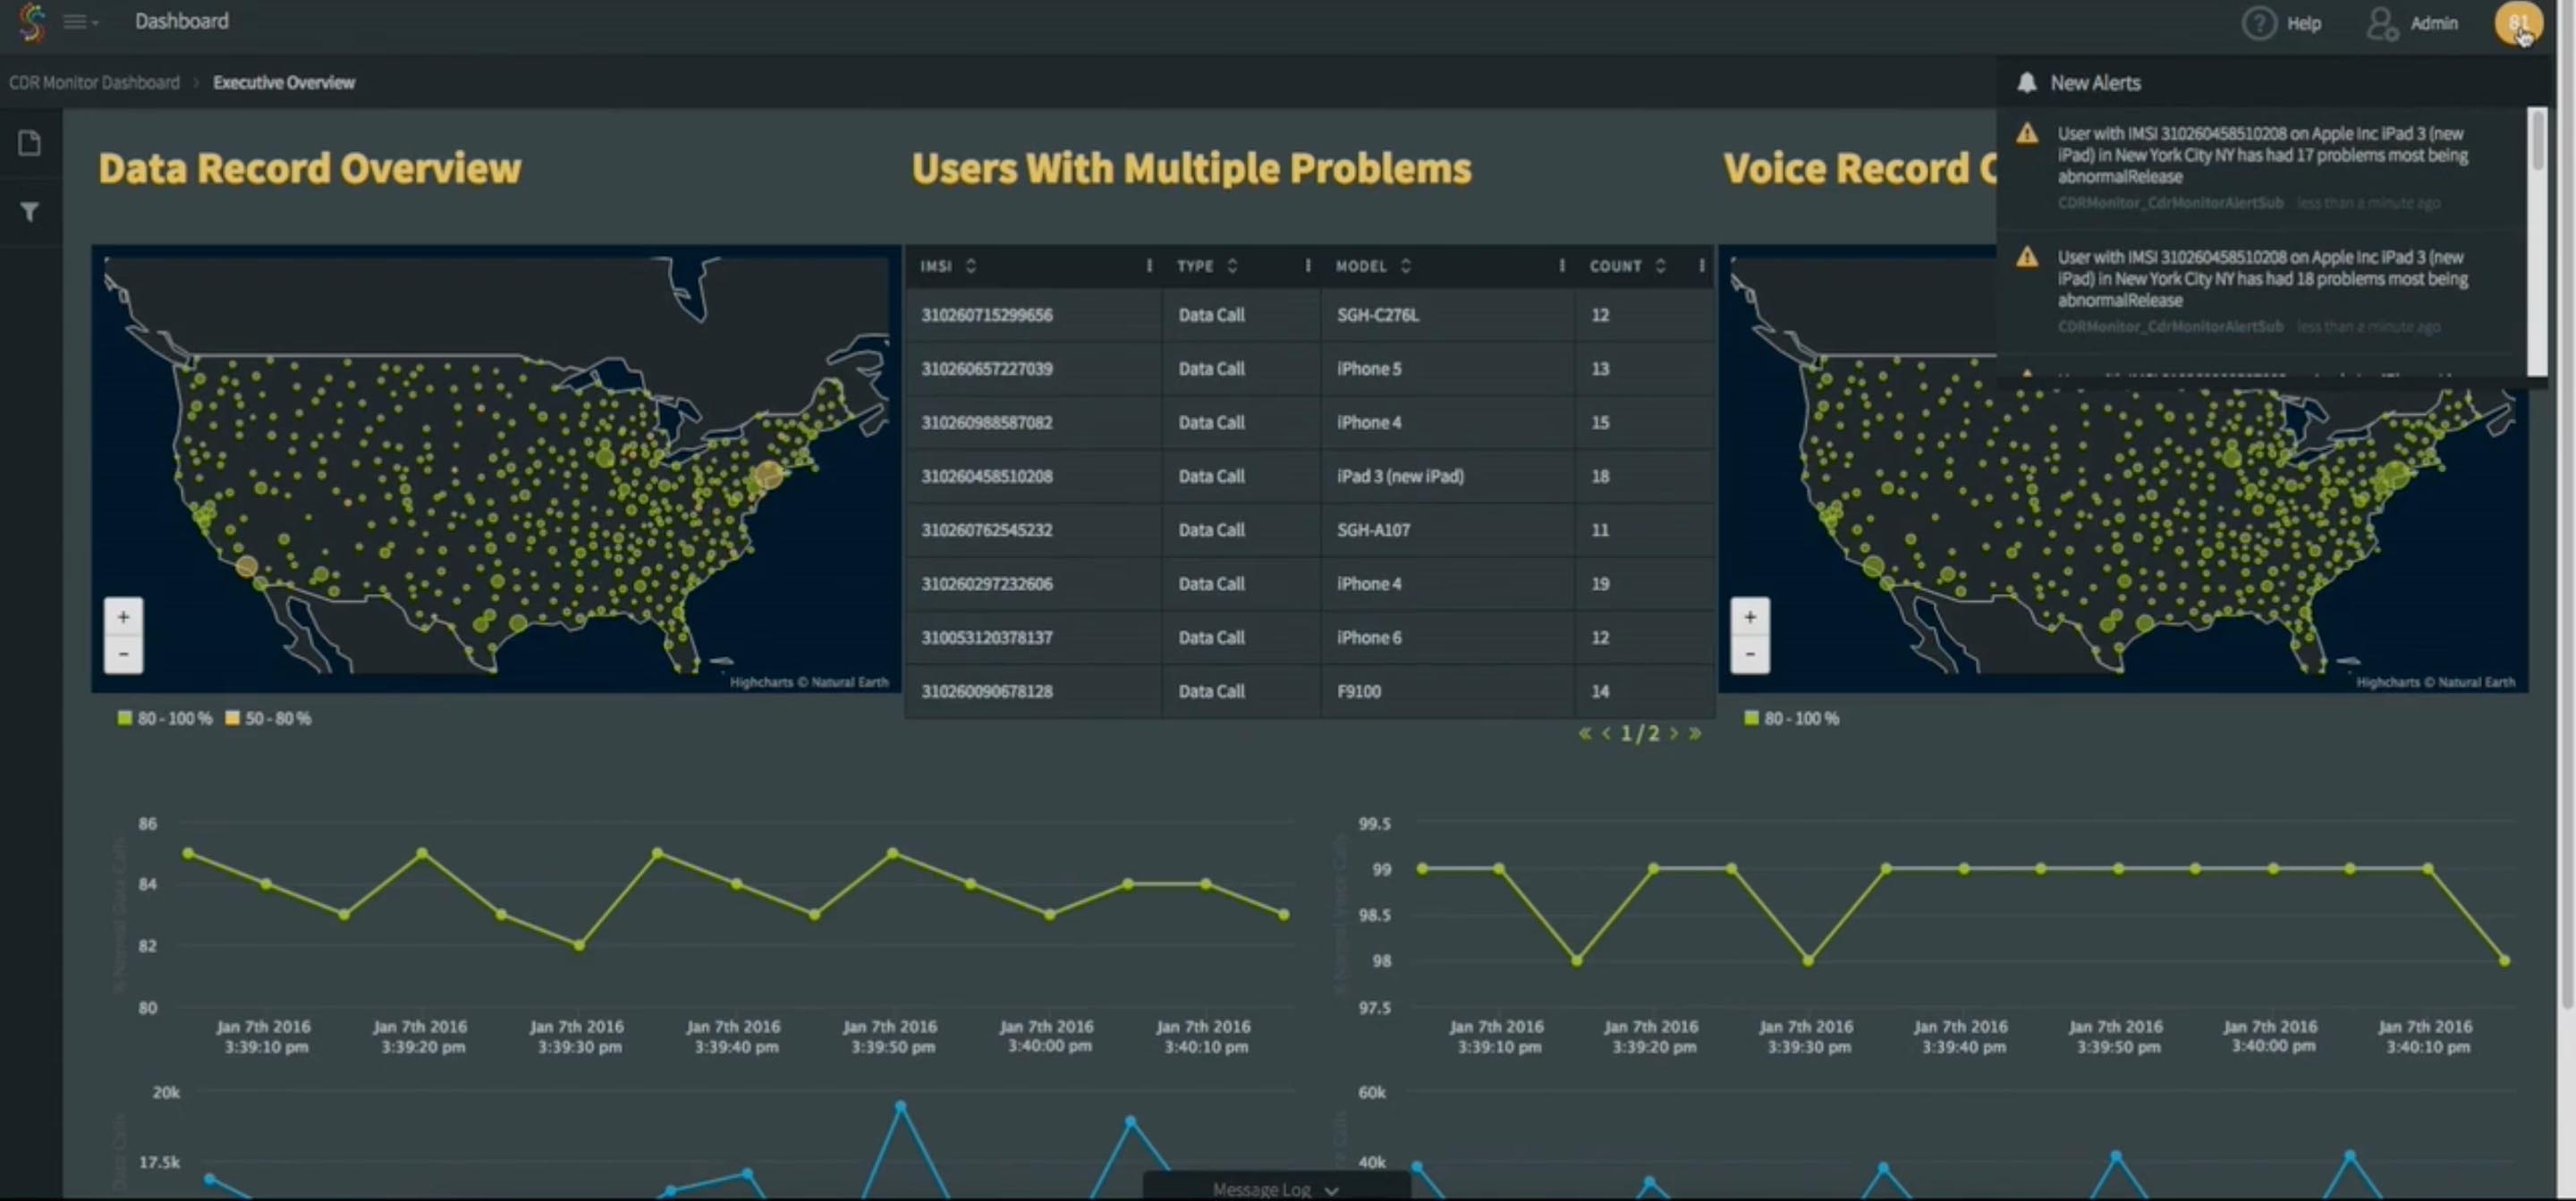 Dashboard
Help
Admin
81
CDR Monitor Dashboard > Executive Overview
New Alerts
User with IMSI 310260458510208 on Apple Inc iPad 3 (new
iPad) in New York City NY has had 17 problems most being
abnormalRelease
CDRMonitor_CdrMonitorAlertSub less than a minute ago
User with IMSI 310260458510208 on Apple Inc iPad 3 (new
iPad) in New York City NY has had 18 problems most being
abnormalRelease
CDRMonitor_CdrMonitorAlertSub less than a minute ago
Data Record Overview
Users With Multiple Problems
Voice Record
IMSI TYPE MODEL COUNT
310260715299656 Data Call SGH-C276L 12
310260657227039 Data Call iPhone 5 13
310260988587082 Data Call iPhone 4 15
310260458510208 Data Call iPad 3 (new iPad) 18
310260762545232 Data Call SGH-A107 11
310260297232606 Data Call iPhone 4 19
310053120378137 Data Call iPhone 6 12
310260090678128 Data Call F9100 14
« < 1 / 2 > »
+
-
Highcharts © Natural Earth
80 - 100 % 50 - 80 %
+
-
Highcharts © Natural Earth
80 - 100 %
% Normal Data Calls
86
84
82
80
Jan 7th 2016 Jan 7th 2016 Jan 7th 2016 Jan 7th 2016 Jan 7th 2016 Jan 7th 2016 Jan 7th 2016
3:39:10 pm 3:39:20 pm 3:39:30 pm 3:39:40 pm 3:39:50 pm 3:40:00 pm 3:40:10 pm
% Normal Voice Calls
99.5
99
98.5
98
97.5
Jan 7th 2016 Jan 7th 2016 Jan 7th 2016 Jan 7th 2016 Jan 7th 2016 Jan 7th 2016 Jan 7th 2016
3:39:10 pm 3:39:20 pm 3:39:30 pm 3:39:40 pm 3:39:50 pm 3:40:00 pm 3:40:10 pm
Data Calls
20k
17.5k
Calls
60k
40k
Message Log